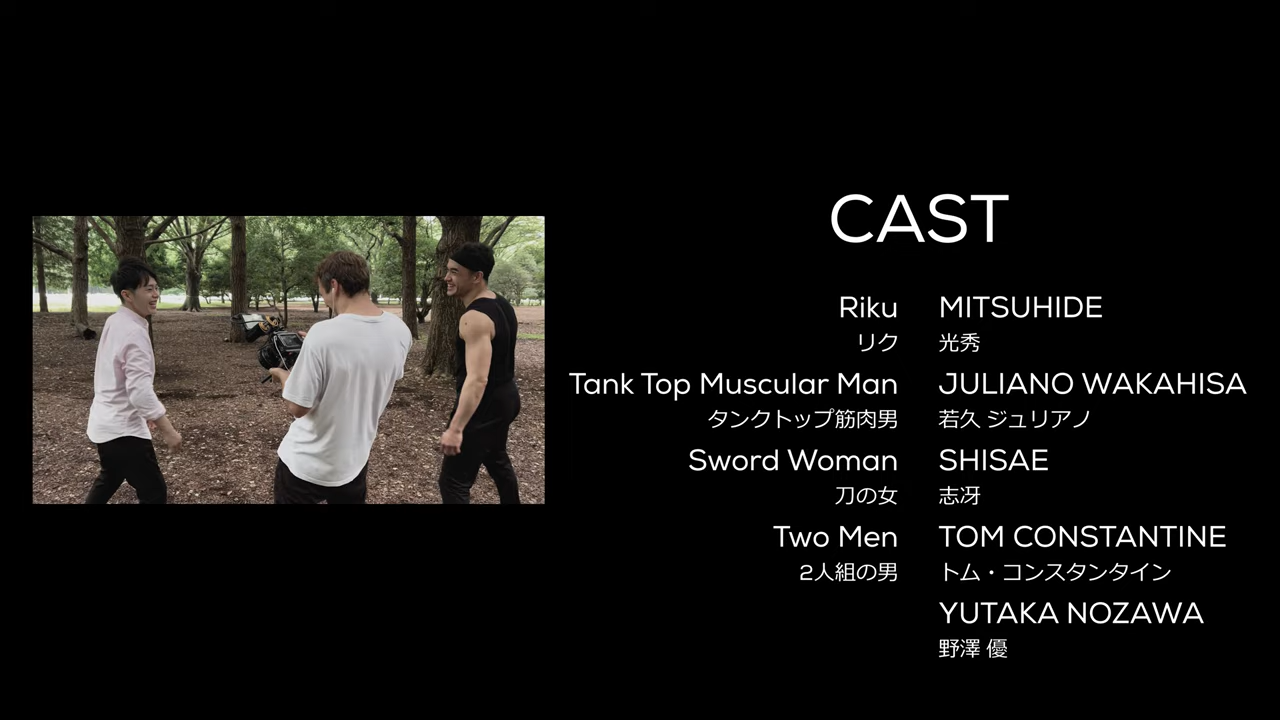 CAST
Riku MITSUHIDE
リク 光秀
Tank Top Muscular Man JULIANO WAKAHISA
タンクトップ筋肉男 若久 ジュリアノ
Sword Woman SHISAE
刀の女 志冴
Two Men TOM CONSTANTINE
2人組の男 トム・コンスタンタイン
YUTAKA NOZAWA
野澤 優